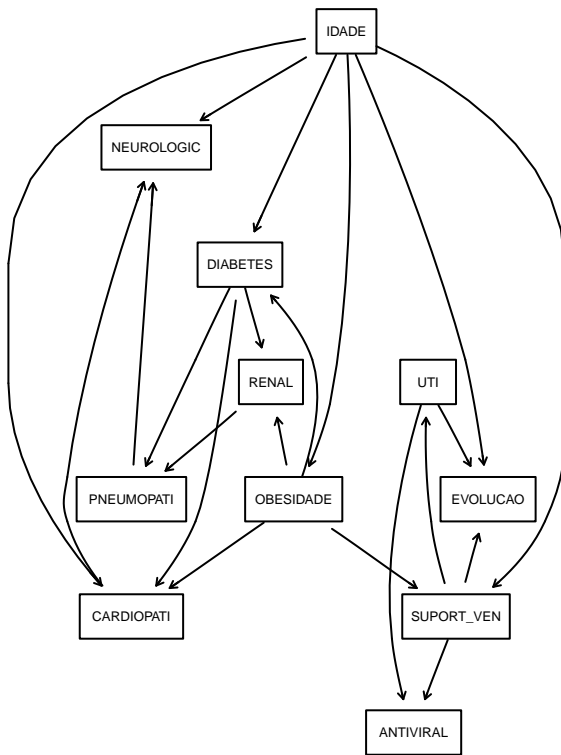 IDADE
NEUROLOGIC
DIABETES
RENAL
UTI
PNEUMOPATI
OBESIDADE
EVOLUCAO
CARDIOPATI
SUPORT_VEN
ANTIVIRAL